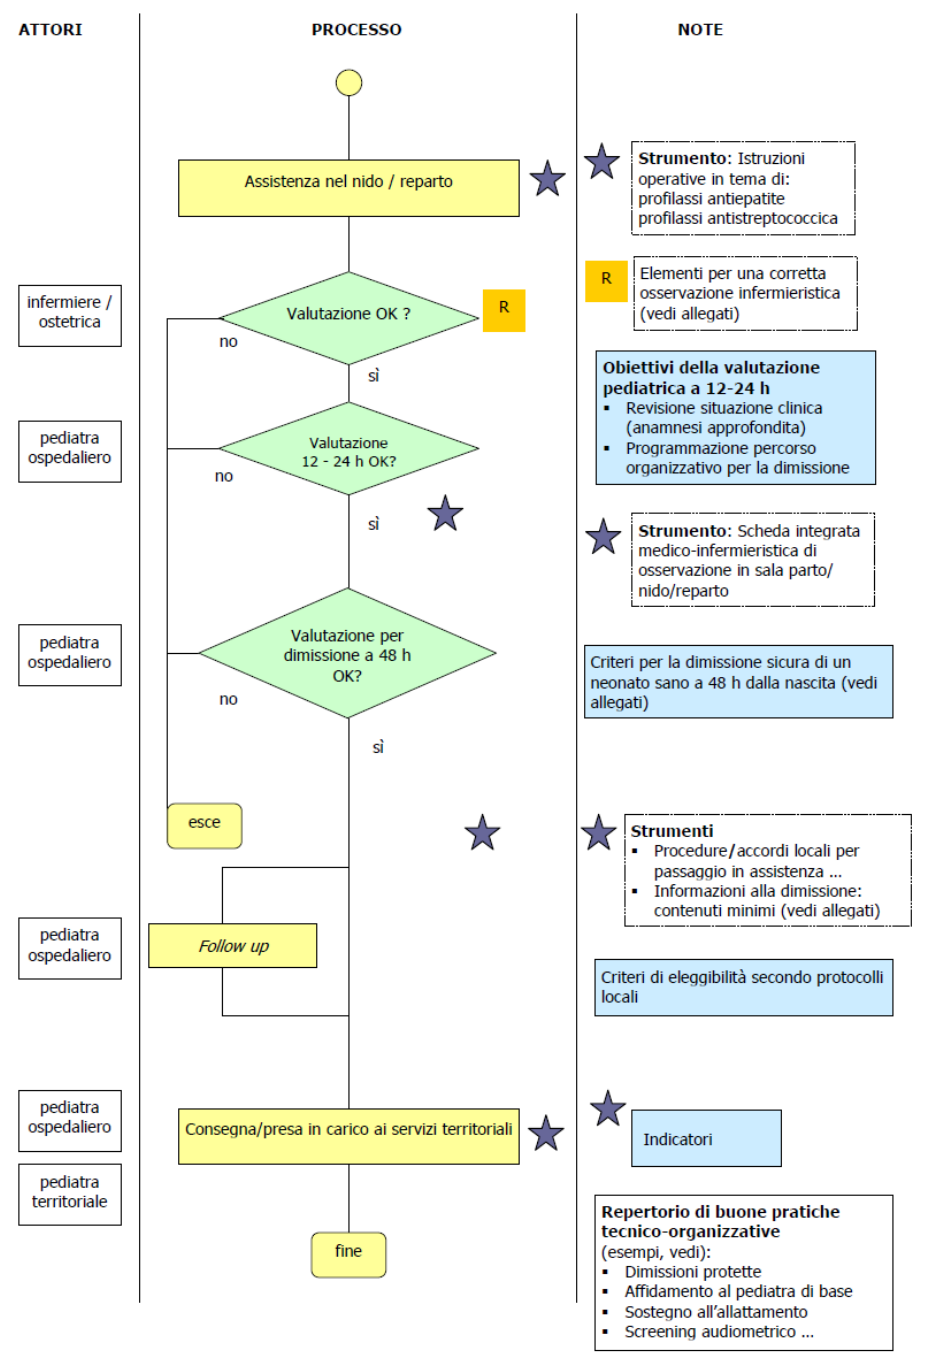 ATTORI
PROCESSO
NOTE
Assistenza nel nido / reparto
Strumento: Istruzioni
operative in tema di:
profilassi antiepatite
profilassi antistreptococcica
infermiere /
ostetrica
Valutazione OK ?
R
no
sì
R
Elementi per una corretta
osservazione infermieristica
(vedi allegati)
Obiettivi della valutazione
pediatrica a 12-24 h
▪ Revisione situazione clinica
(anamnesi approfondita)
▪ Programmazione percorso
organizzativo per la dimissione
pediatra
ospedaliero
Valutazione
12 - 24 h OK?
no
sì
Strumento: Scheda integrata
medico-infermieristica di
osservazione in sala parto/
nido/reparto
pediatra
ospedaliero
Valutazione per
dimissione a 48 h
OK?
no
sì
Criteri per la dimissione sicura di un
neonato sano a 48 h dalla nascita (vedi
allegati)
esce
Strumenti
▪ Procedure/accordi locali per
passaggio in assistenza ...
▪ Informazioni alla dimissione:
contenuti minimi (vedi allegati)
pediatra
ospedaliero
Follow up
Criteri di eleggibilità secondo protocolli
locali
pediatra
ospedaliero
Consegna/presa in carico ai servizi territoriali
Indicatori
pediatra
territoriale
fine
Repertorio di buone pratiche
tecnico-organizzative
(esempi, vedi):
▪ Dimissioni protette
▪ Affidamento al pediatra di base
▪ Sostegno all'allattamento
▪ Screening audiometrico ...